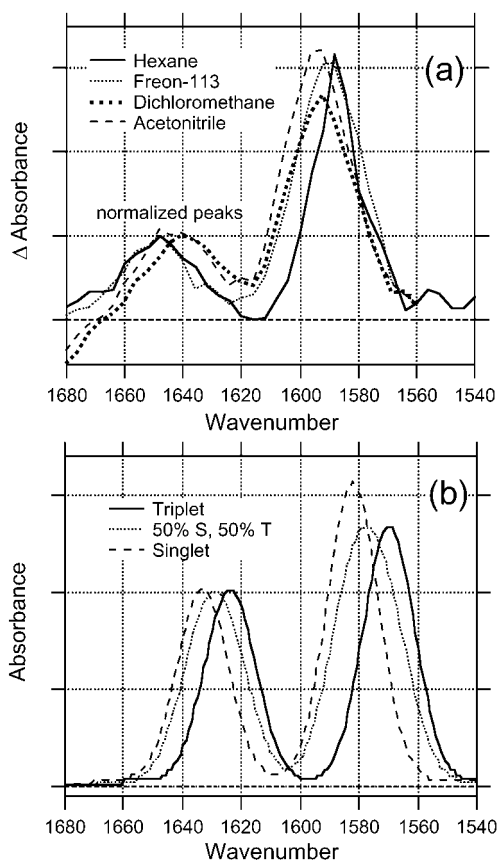 (a)
Hexane
Freon-113
Dichloromethane
Acetonitrile
normalized peaks
Δ Absorbance
1680 1660 1640 1620 1600 1580 1560 1540
Wavenumber
(b)
Triplet
50% S, 50% T
Singlet
Absorbance
1680 1660 1640 1620 1600 1580 1560 1540
Wavenumber